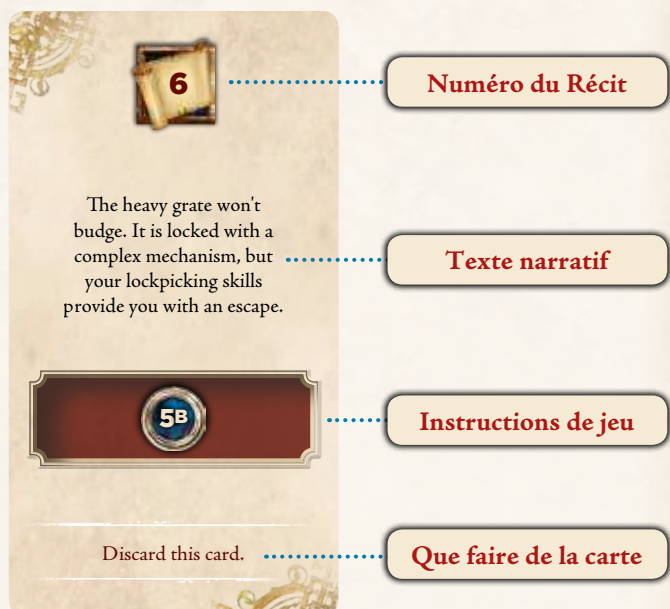 6
Numéro du Récit
The heavy grate won't
budge. It is locked with a
complex mechanism, but
your lockpicking skills
provide you with an escape.
Texte narratif
5B
Instructions de jeu
Discard this card.
Que faire de la carte